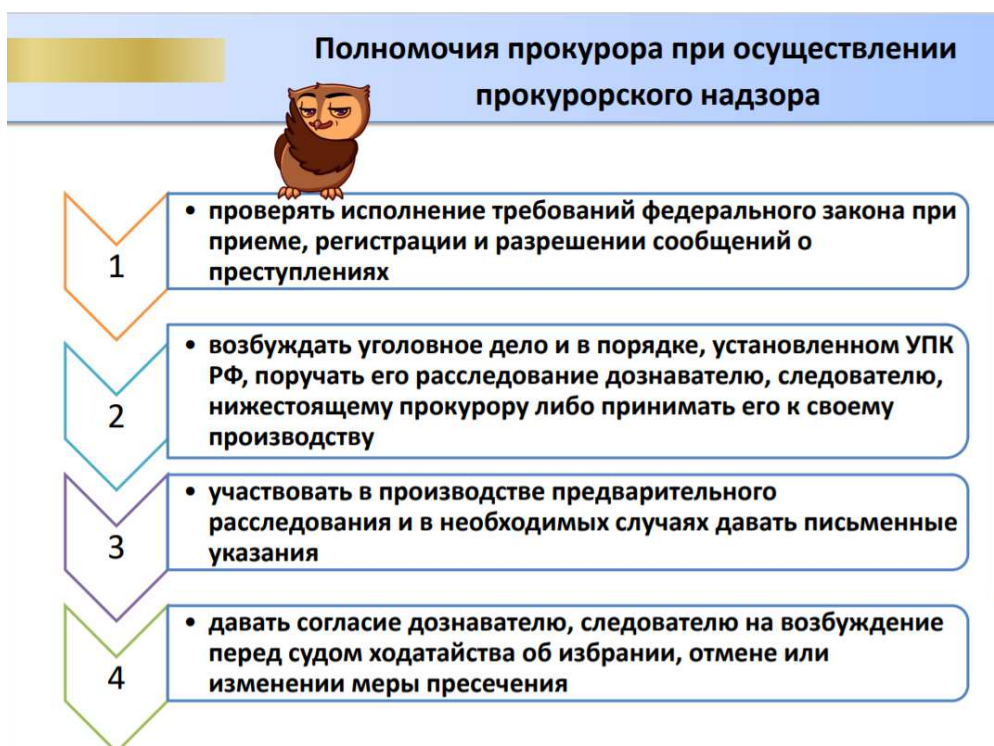 Полномочия прокурора при осуществлении
прокурорского надзора
1
• проверять исполнение требований федерального закона при
приеме, регистрации и разрешении сообщений о
преступлениях
2
• возбуждать уголовное дело и в порядке, установленном УПК
РФ, поручать его расследование дознавателю, следователю,
нижестоящему прокурору либо принимать его к своему
производству
3
• участвовать в производстве предварительного
расследования и в необходимых случаях давать письменные
указания
4
• давать согласие дознавателю, следователю на возбуждение
перед судом ходатайства об избрании, отмене или
изменении меры пресечения